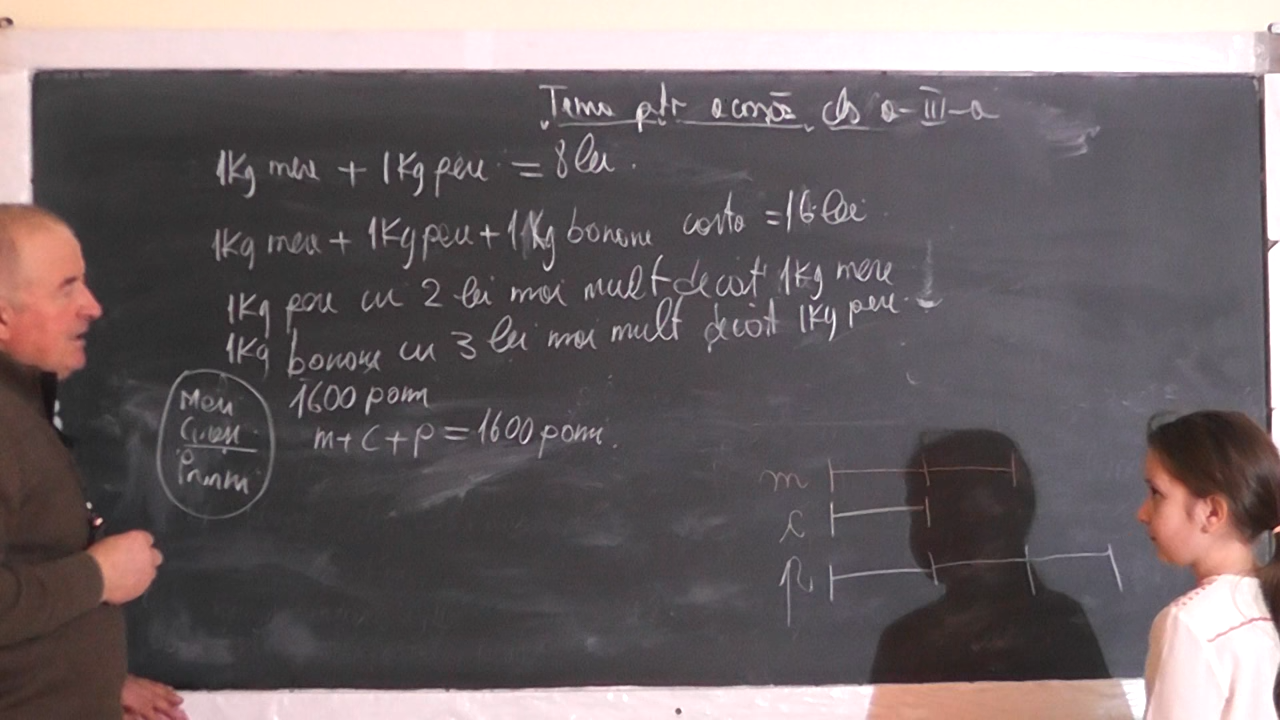 Tema ptr acasă cls a-III-a
1Kg mere + 1Kg pere = 8 lei.
1Kg mere + 1Kg pere + 1Kg banane costa = 16 lei
1Kg pere cu 2 lei mai mult decat 1Kg mere
1Kg banane cu 3 lei mai mult decât 1Kg pere
Meri
Cireși
Pruni
1600 pomi
m+C+P = 1600 pomi.
m
c
p